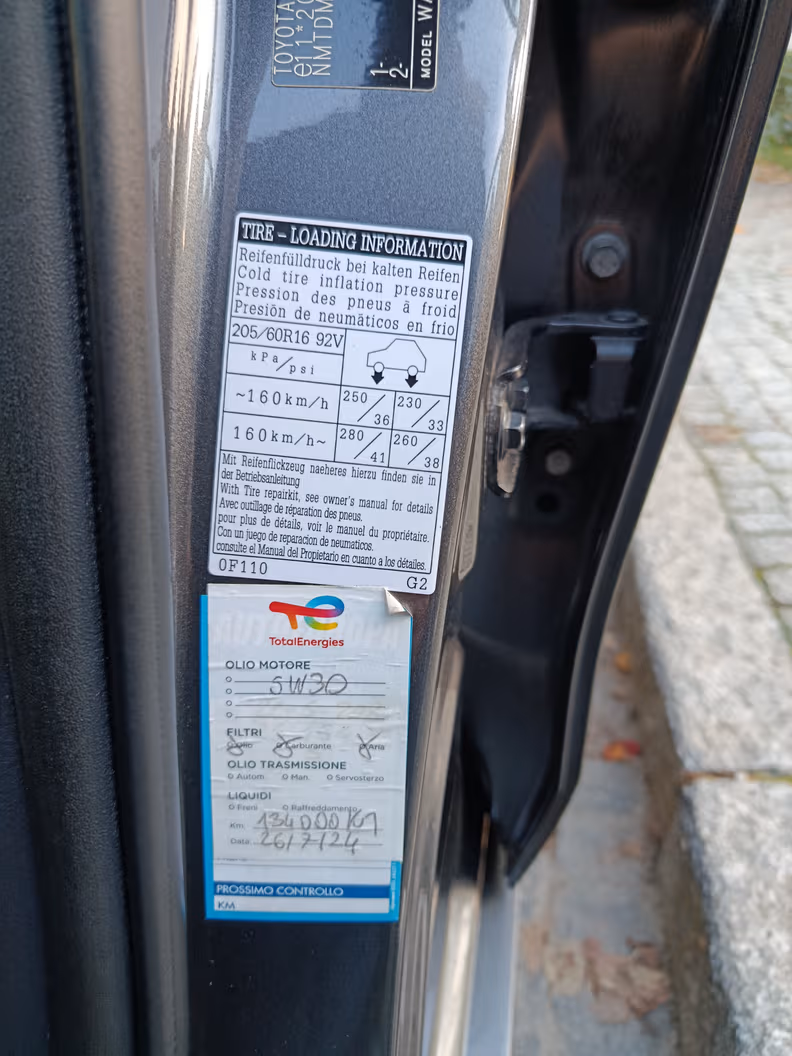 TOYOTA
e11*20
NMTDM
1-
2-
MODEL WA
TIRE – LOADING INFORMATION
Reifenfülldruck bei kalten Reifen
Cold tire inflation pressure
Pression des pneus à froid
Presiōn de neumãticos en frio
205/60R16 92V
kPa/psi
~160km/h 250/36 230/33
160km/h~ 280/41 260/38
Mit Reifenflickzeug naeheres hierzu finden sie in
der Betriebsanleitung
With Tire repairkit, see owner's manual for details
Avec outillage de réparation des pneus.
pour plus de détails, voir le manuel du propriétaire.
Con un juego de reparacion de neumaticos.
consulte el Manual del Propietario en cuanto a los détailes.
0F110 G2
TotalEnergies
OLIO MOTORE
5W30
FILTRI
Olio Carburante Aria
OLIO TRASMISSIONE
Autom. Man. Servosterzo
LIQUIDI
Freni Raffreddamento
Km. 134000 KM
Data 26/7/24
PROSSIMO CONTROLLO
KM